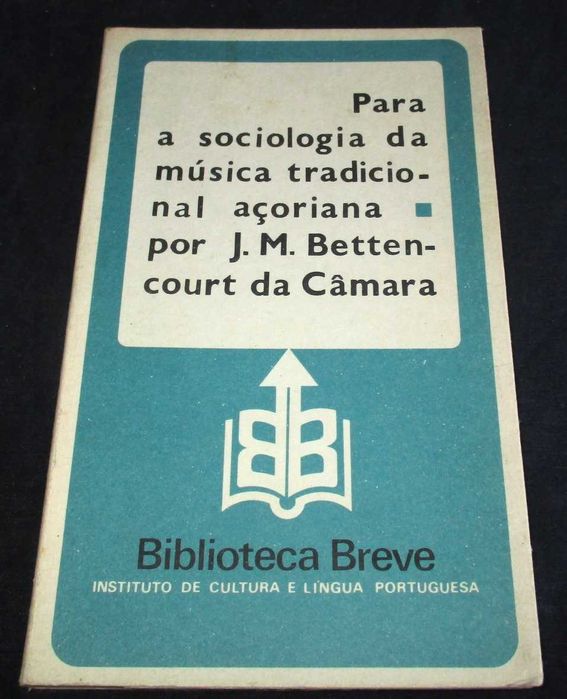 Para
a sociologia da
música tradicio-
nal açoriana ■
por J. M. Betten-
court da Câmara
BB
Biblioteca Breve
INSTITUTO DE CULTURA E LÍNGUA PORTUGUESA